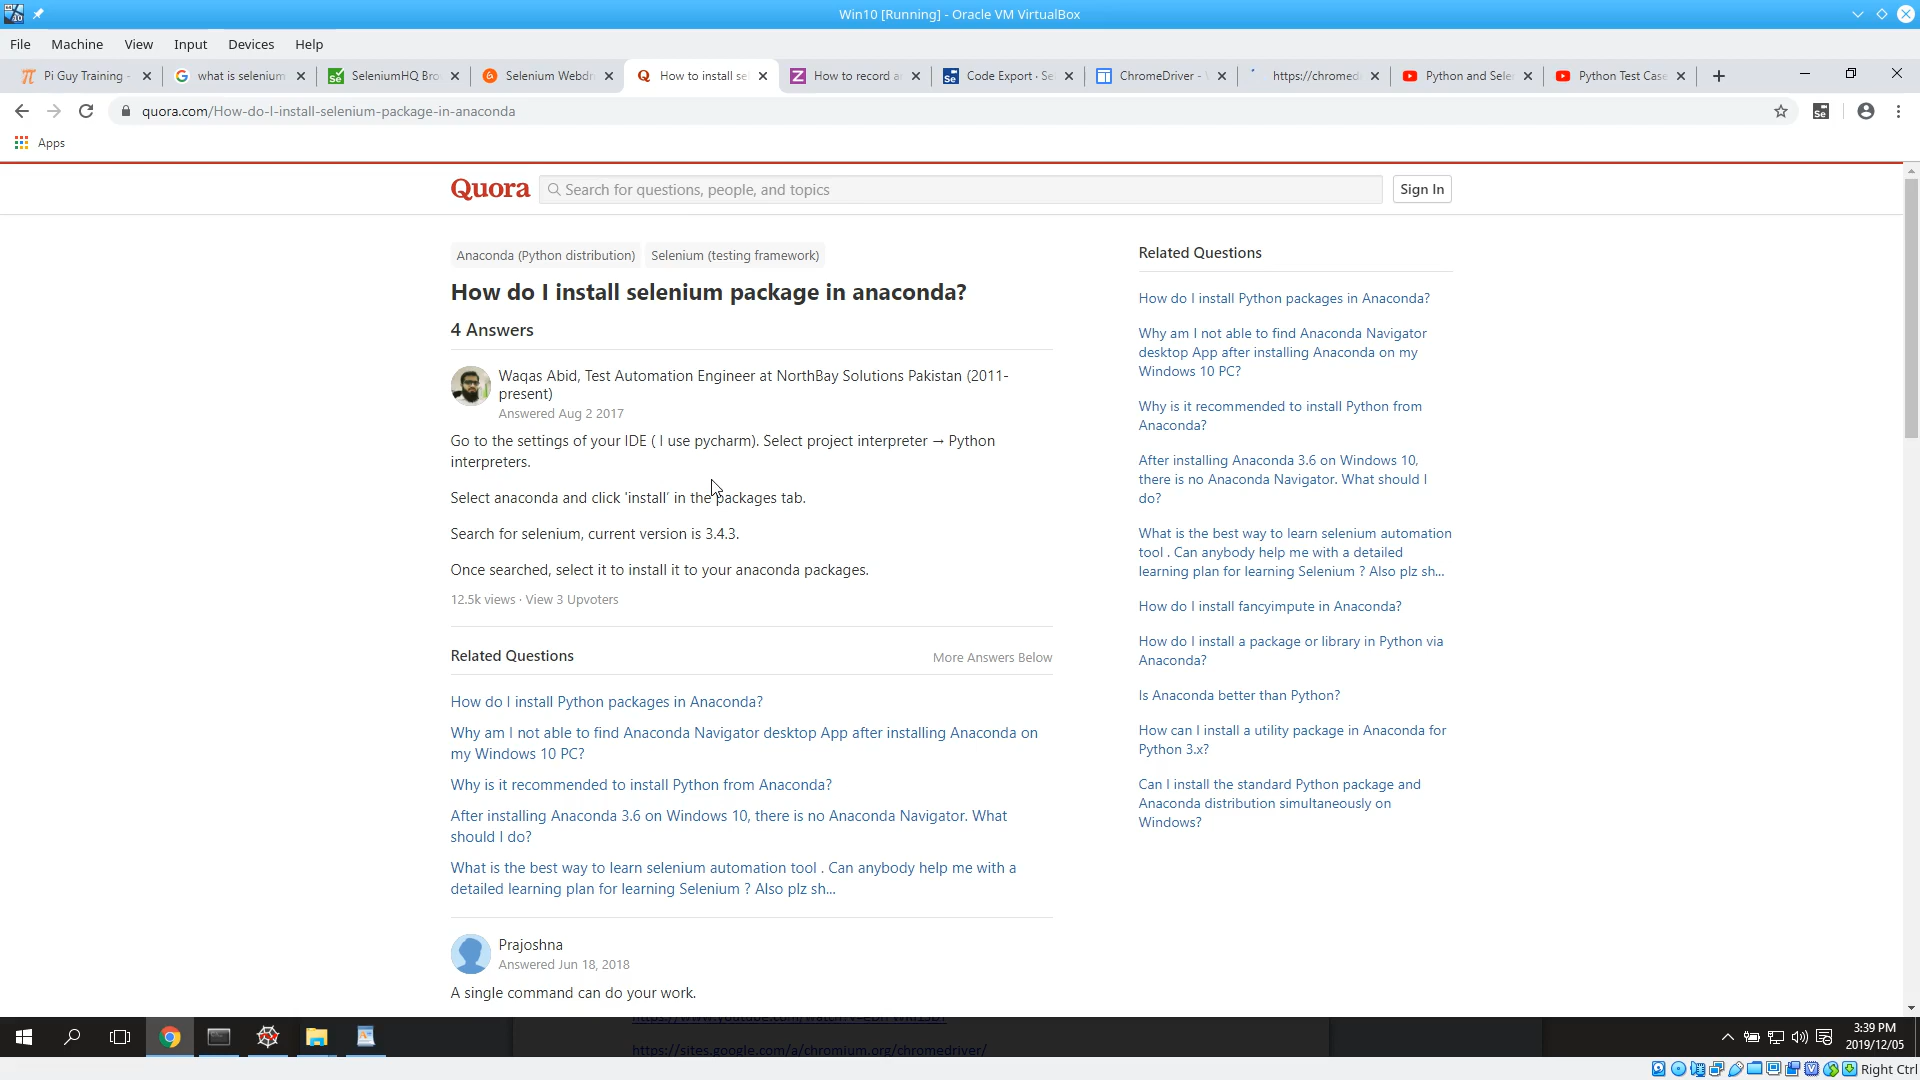 Win10 [Running] - Oracle VM VirtualBox
File Machine View Input Devices Help
Pi Guy Training -
what is selenium
SeleniumHQ Bro
Selenium Webdr
How to install se
How to record a
Code Export · Se
ChromeDriver -
https://chromed
Python and Sele
Python Test Case
quora.com/How-do-I-install-selenium-package-in-anaconda
Apps
Quora
Search for questions, people, and topics
Sign In
Anaconda (Python distribution) Selenium (testing framework)
How do I install selenium package in anaconda?
4 Answers
Waqas Abid, Test Automation Engineer at NorthBay Solutions Pakistan (2011-
present)
Answered Aug 2 2017
Go to the settings of your IDE ( I use pycharm). Select project interpreter → Python
interpreters.
Select anaconda and click 'install' in the packages tab.
Search for selenium, current version is 3.4.3.
Once searched, select it to install it to your anaconda packages.
12.5k views · View 3 Upvoters
Related Questions
More Answers Below
How do I install Python packages in Anaconda?
Why am I not able to find Anaconda Navigator desktop App after installing Anaconda on
my Windows 10 PC?
Why is it recommended to install Python from Anaconda?
After installing Anaconda 3.6 on Windows 10, there is no Anaconda Navigator. What
should I do?
What is the best way to learn selenium automation tool . Can anybody help me with a
detailed learning plan for learning Selenium ? Also plz sh...
Prajoshna
Answered Jun 18, 2018
A single command can do your work.
Related Questions
How do I install Python packages in Anaconda?
Why am I not able to find Anaconda Navigator
desktop App after installing Anaconda on my
Windows 10 PC?
Why is it recommended to install Python from
Anaconda?
After installing Anaconda 3.6 on Windows 10,
there is no Anaconda Navigator. What should I
do?
What is the best way to learn selenium automation
tool . Can anybody help me with a detailed
learning plan for learning Selenium ? Also plz sh...
How do I install fancyimpute in Anaconda?
How do I install a package or library in Python via
Anaconda?
Is Anaconda better than Python?
How can I install a utility package in Anaconda for
Python 3.x?
Can I install the standard Python package and
Anaconda distribution simultaneously on
Windows?
https://sites.google.com/a/chromium.org/chromedriver/
3:39 PM
2019/12/05
Right Ctrl